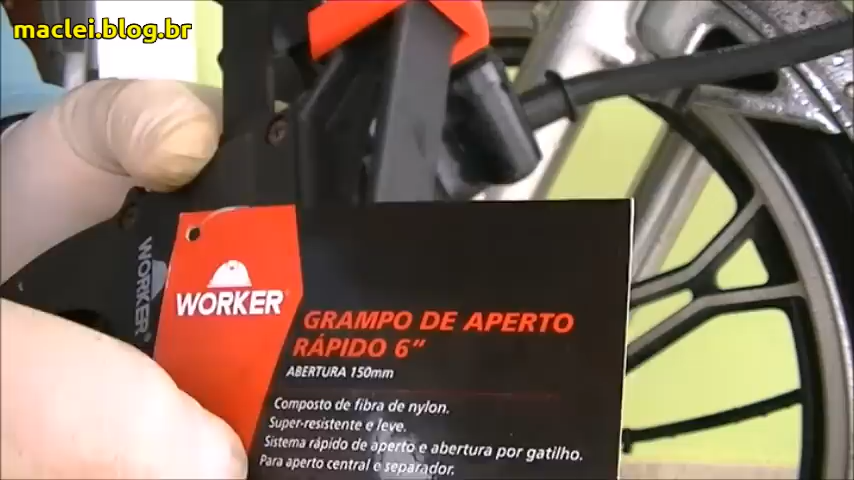 maclei.blog.br
WORKER
WORKER
GRAMPO DE APERTO
RÁPIDO 6"
ABERTURA 150mm
Composto de fibra de nylon.
Super-resistente e leve.
Sistema rápido de aperto e abertura por gatilho.
Para aperto central e separador.